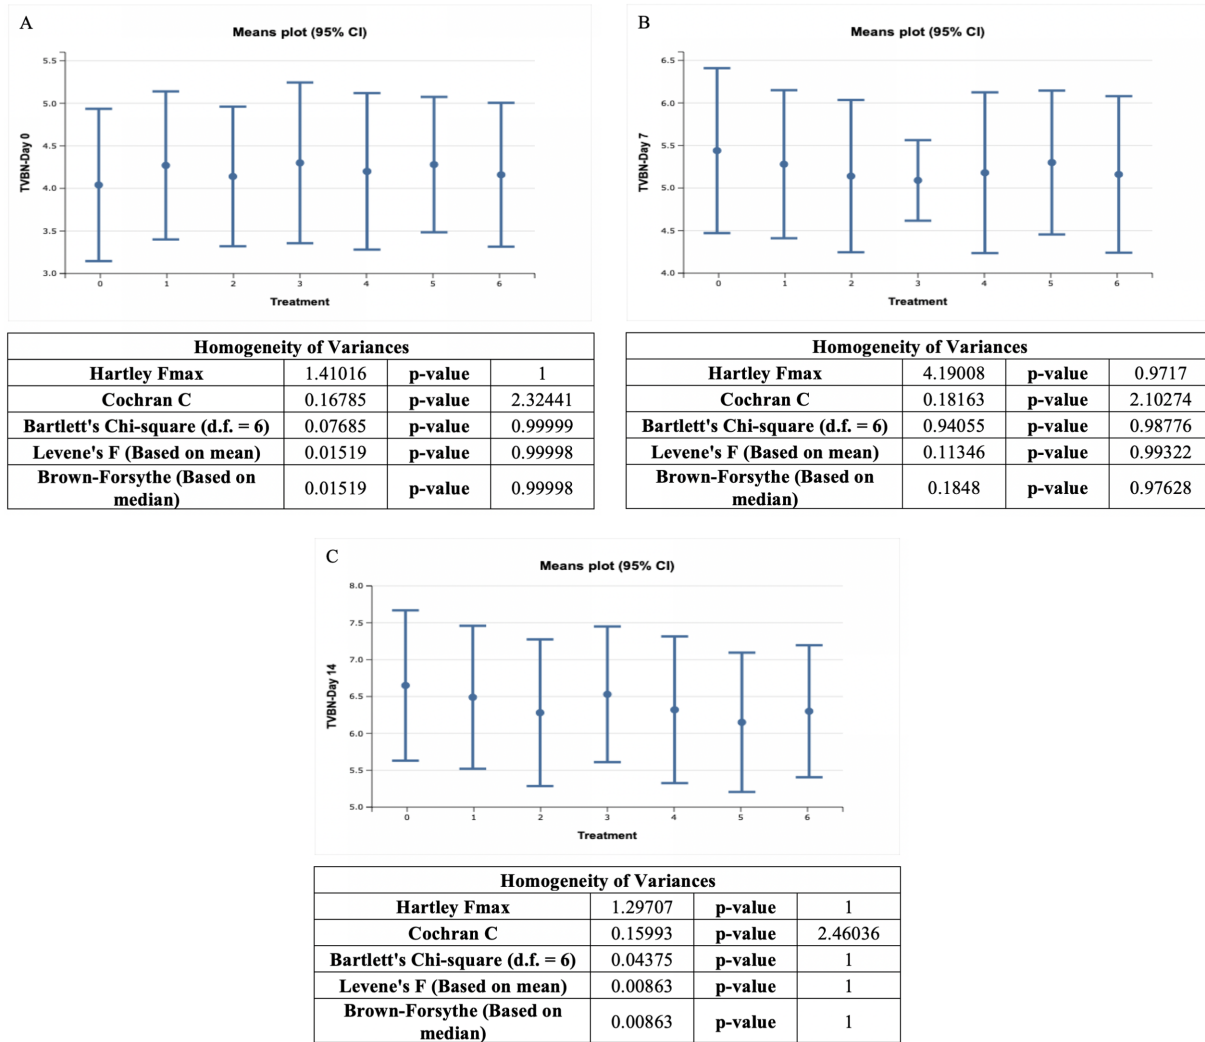 A
Means plot (95% CI)
5.5
5.0
4.5
4.0
3.5
3.0
TVBN-Day 0
0 1 2 3 4 5 6
Treatment
Homogeneity of Variances
Hartley Fmax 1.41016 p-value 1
Cochran C 0.16785 p-value 2.32441
Bartlett's Chi-square (d.f. = 6) 0.07685 p-value 0.99999
Levene's F (Based on mean) 0.01519 p-value 0.99998
Brown-Forsythe (Based on
median) 0.01519 p-value 0.99998
B
Means plot (95% CI)
6.5
6.0
5.5
5.0
4.5
4.0
TVBN-Day 7
0 1 2 3 4 5 6
Treatment
Homogeneity of Variances
Hartley Fmax 4.19008 p-value 0.9717
Cochran C 0.18163 p-value 2.10274
Bartlett's Chi-square (d.f. = 6) 0.94055 p-value 0.98776
Levene's F (Based on mean) 0.11346 p-value 0.99322
Brown-Forsythe (Based on
median) 0.1848 p-value 0.97628
C
Means plot (95% CI)
8.0
7.5
7.0
6.5
6.0
5.5
5.0
TVBN-Day 14
0 1 2 3 4 5 6
Treatment
Homogeneity of Variances
Hartley Fmax 1.29707 p-value 1
Cochran C 0.15993 p-value 2.46036
Bartlett's Chi-square (d.f. = 6) 0.04375 p-value 1
Levene's F (Based on mean) 0.00863 p-value 1
Brown-Forsythe (Based on
median) 0.00863 p-value 1